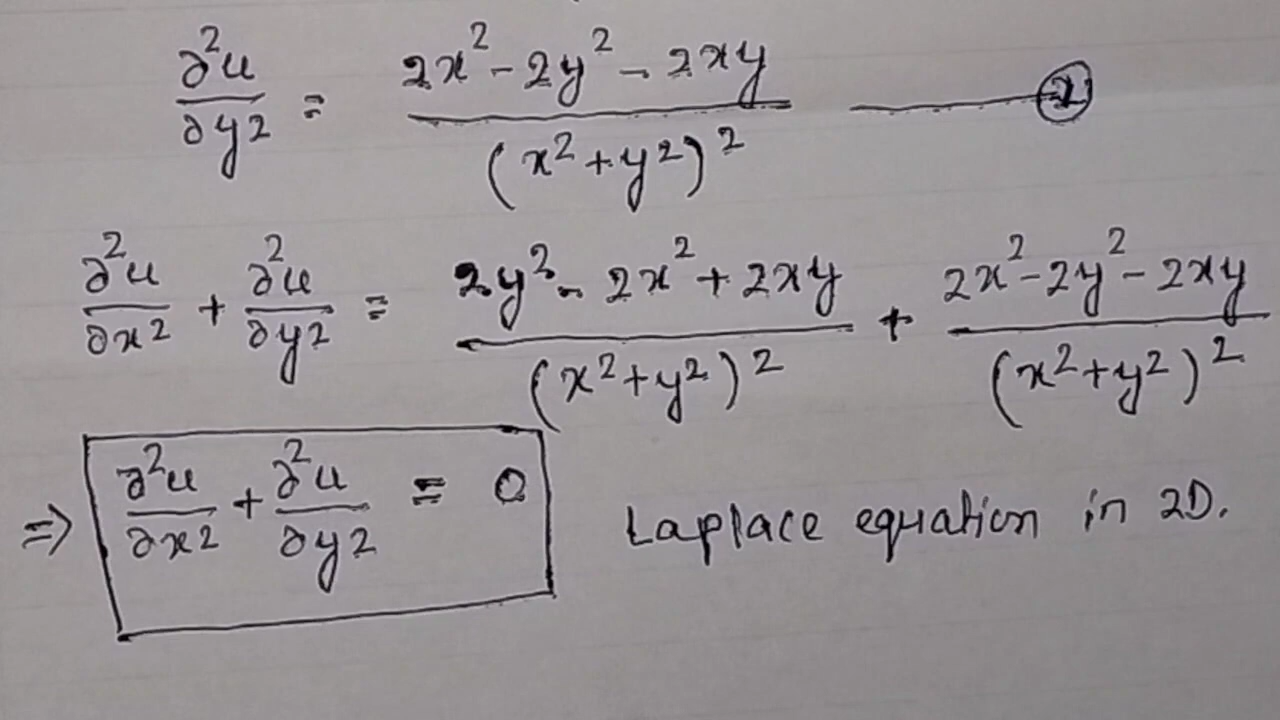 ∂²u/∂y² = (2x² - 2y² - 2xy)/(x² + y²)² —— ②
∂²u/∂x² + ∂²u/∂y² = (2y² - 2x² + 2xy)/(x² + y²)² + (2x² - 2y² - 2xy)/(x² + y²)²
⇒ ∂²u/∂x² + ∂²u/∂y² = 0 Laplace equation in 2D.